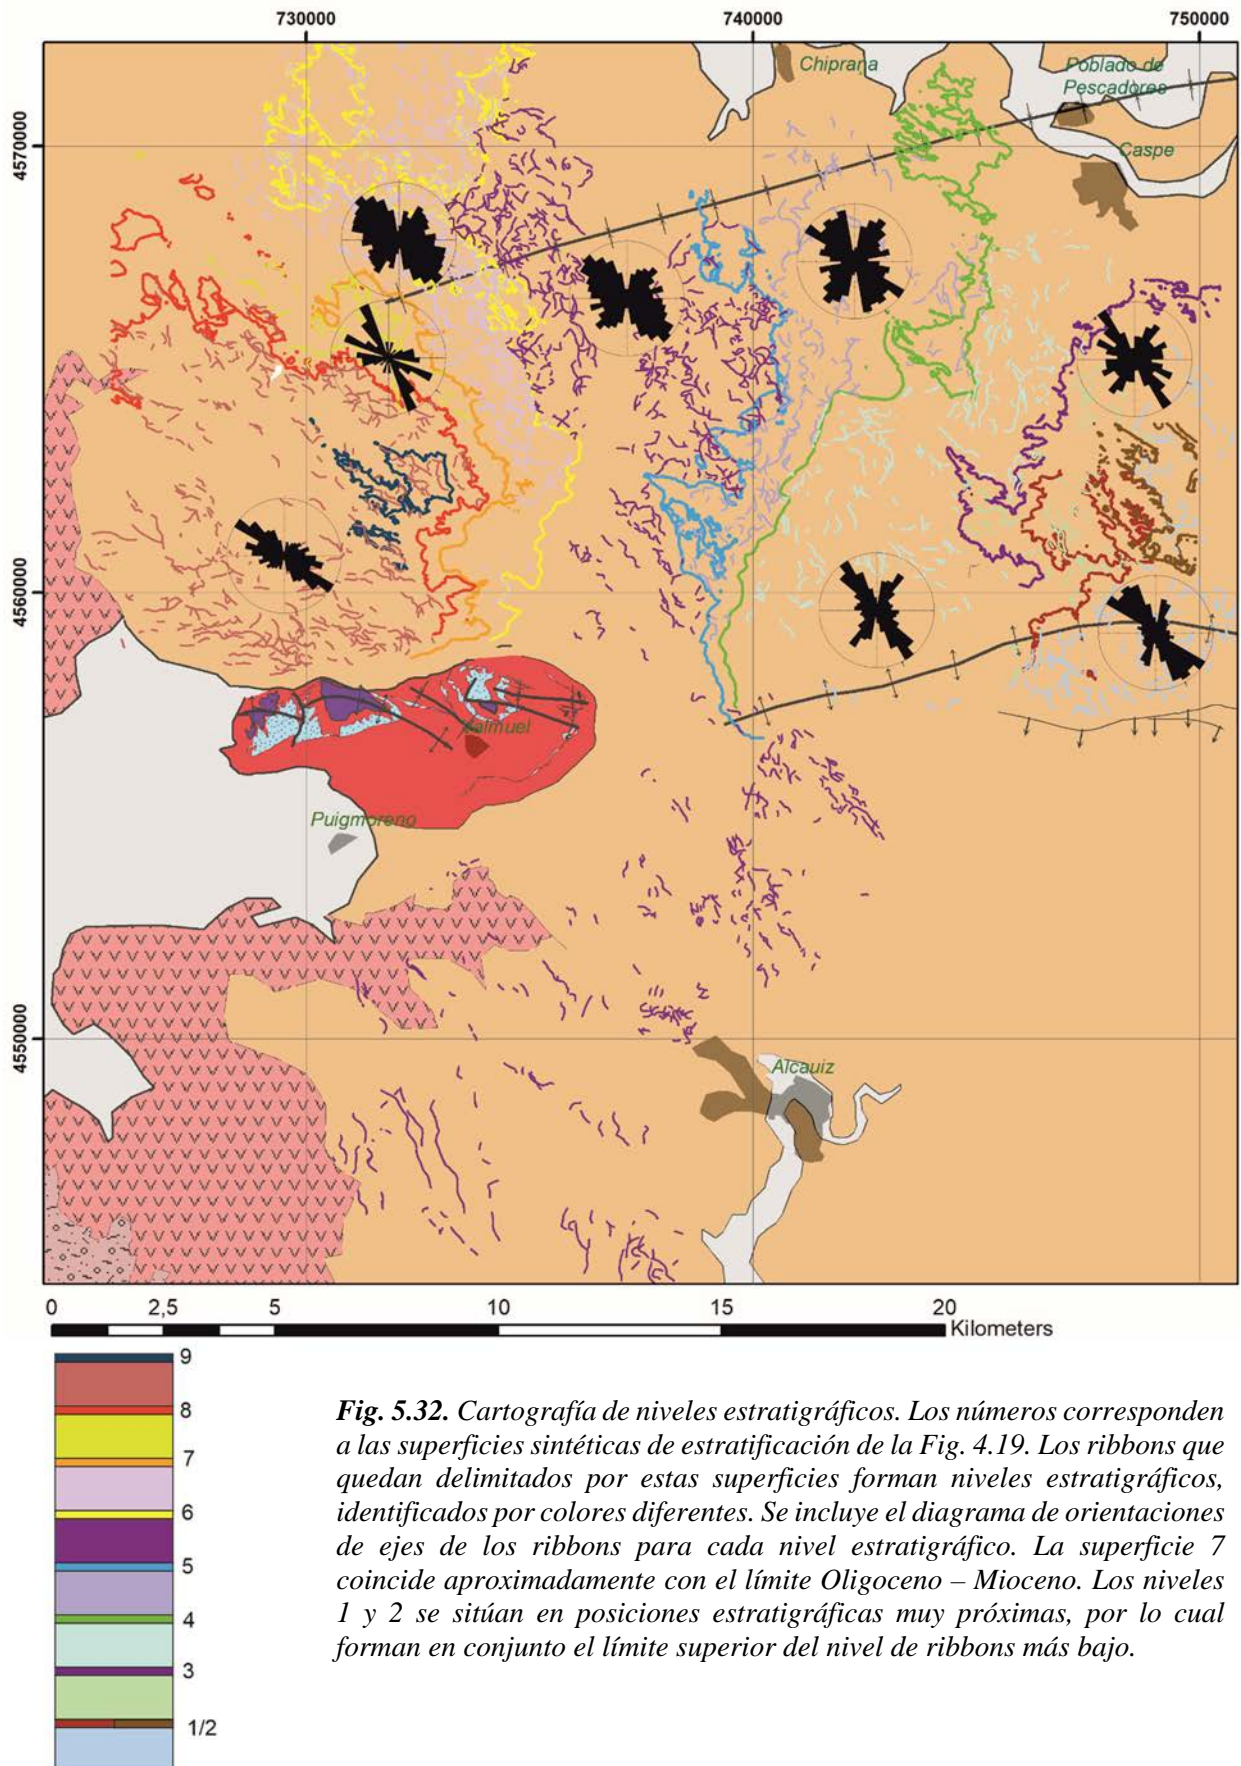 730000 740000 750000
Chiprana
Poblado de
Pescadores
4570000
Caspe
4560000
Jaimuel
Puigmoreno
4550000
Alcauiz
0 2,5 5 10 15 20
Kilometers
9
8
7
6
5
4
3
1/2
Fig. 5.32. Cartografía de niveles estratigráficos. Los números corresponden
a las superficies sintéticas de estratificación de la Fig. 4.19. Los ribbons que
quedan delimitados por estas superficies forman niveles estratigráficos,
identificados por colores diferentes. Se incluye el diagrama de orientaciones
de ejes de los ribbons para cada nivel estratigráfico. La superficie 7
coincide aproximadamente con el límite Oligoceno – Mioceno. Los niveles
1 y 2 se sitúan en posiciones estratigráficas muy próximas, por lo cual
forman en conjunto el límite superior del nivel de ribbons más bajo.